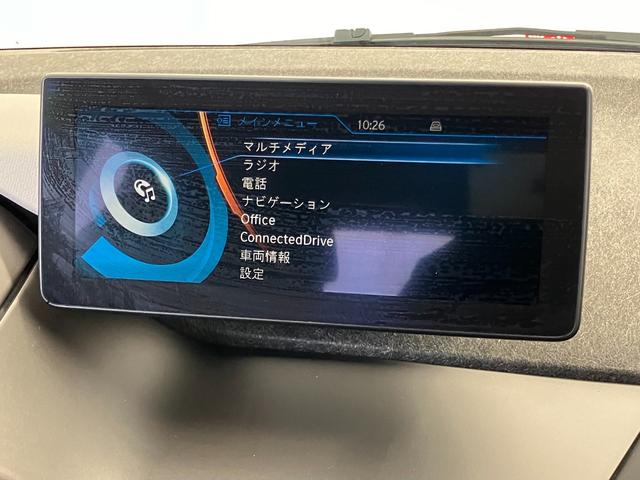 メインメニュー 10:26
マルチメディア
ラジオ
電話
ナビゲーション
Office
ConnectedDrive
車両情報
設定